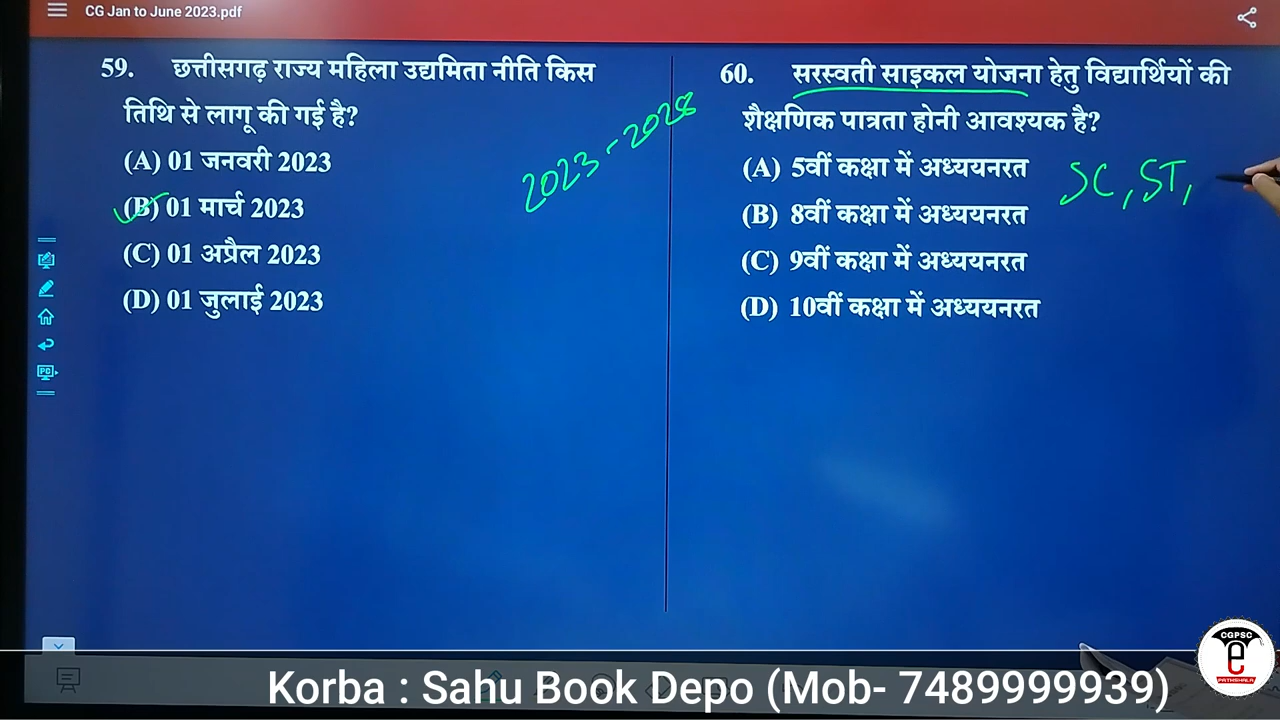 CG Jan to June 2023.pdf
59. छत्तीसगढ़ राज्य महिला उद्यमिता नीति किस
तिथि से लागू की गई है?
(A) 01 जनवरी 2023
(B) 01 मार्च 2023
(C) 01 अप्रैल 2023
(D) 01 जुलाई 2023
2023-2028
60. सरस्वती साइकल योजना हेतु विद्यार्थियों की
शैक्षणिक पात्रता होनी आवश्यक है?
(A) 5वीं कक्षा में अध्ययनरत
(B) 8वीं कक्षा में अध्ययनरत
(C) 9वीं कक्षा में अध्ययनरत
(D) 10वीं कक्षा में अध्ययनरत
SC, ST,
PC
CGPSC
e
PATHSHALA
Korba : Sahu Book Depo (Mob- 7489999939)